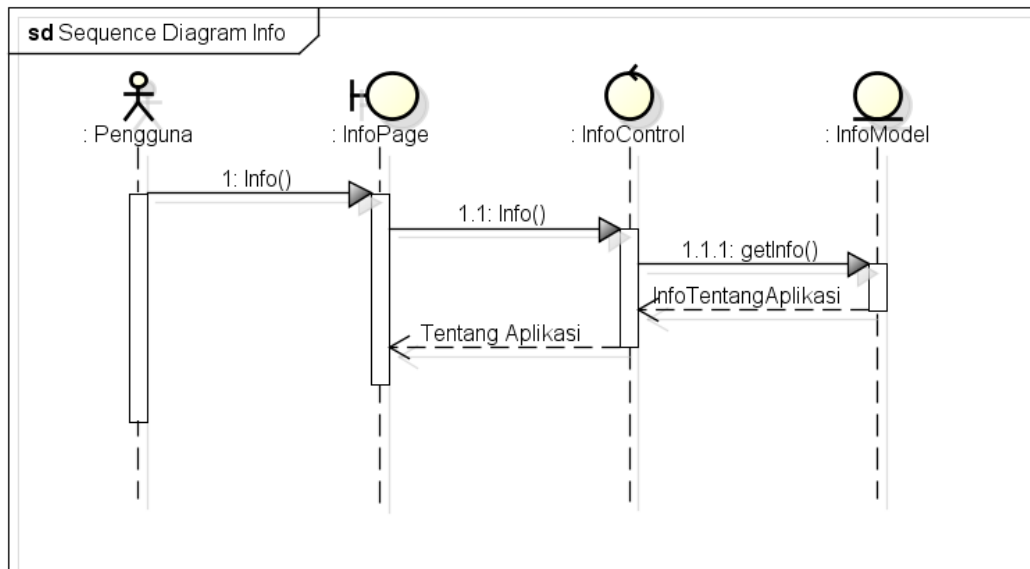 sd Sequence Diagram Info
: Pengguna
: InfoPage
: InfoControl
: InfoModel
1: Info()
1.1: Info()
1.1.1: getInfo()
InfoTentangAplikasi
Tentang Aplikasi